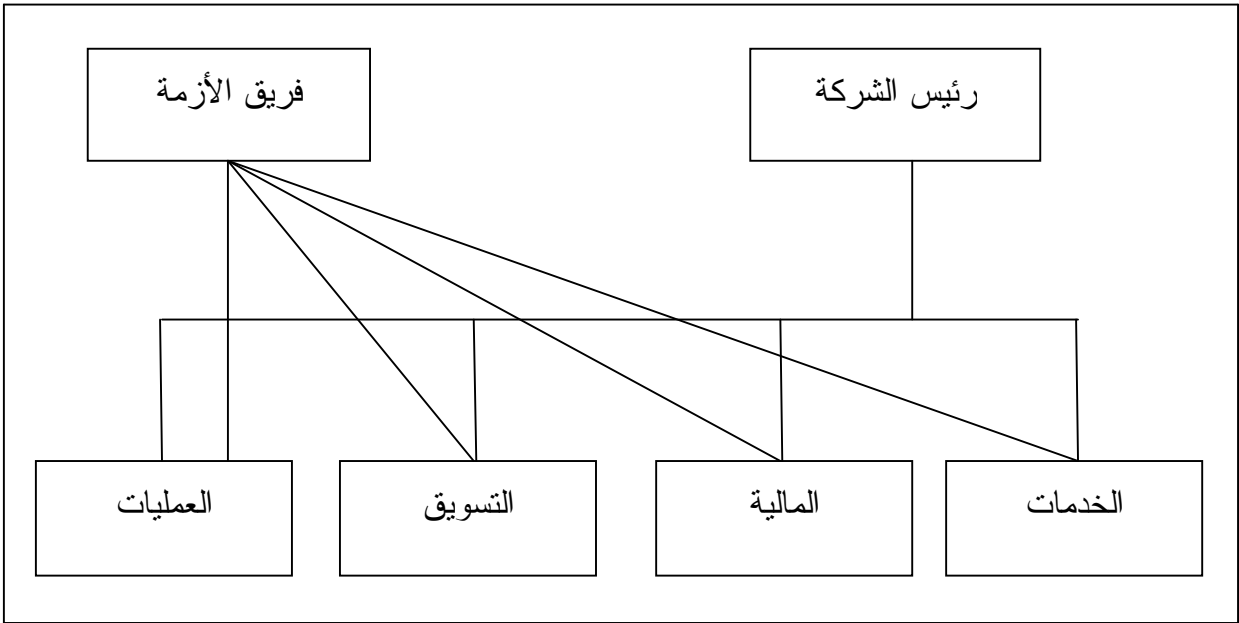 رئيس الشركة
فريق الأزمة
الخدمات
المالية
التسويق
العمليات